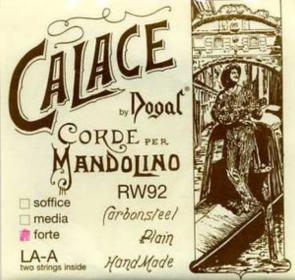 CALACE
by Dogal®
CORDE PER
MANDOLINO
RW92
soffice
media
forte
Carbonsteel
Plain
HandMade
LA-A
two strings inside